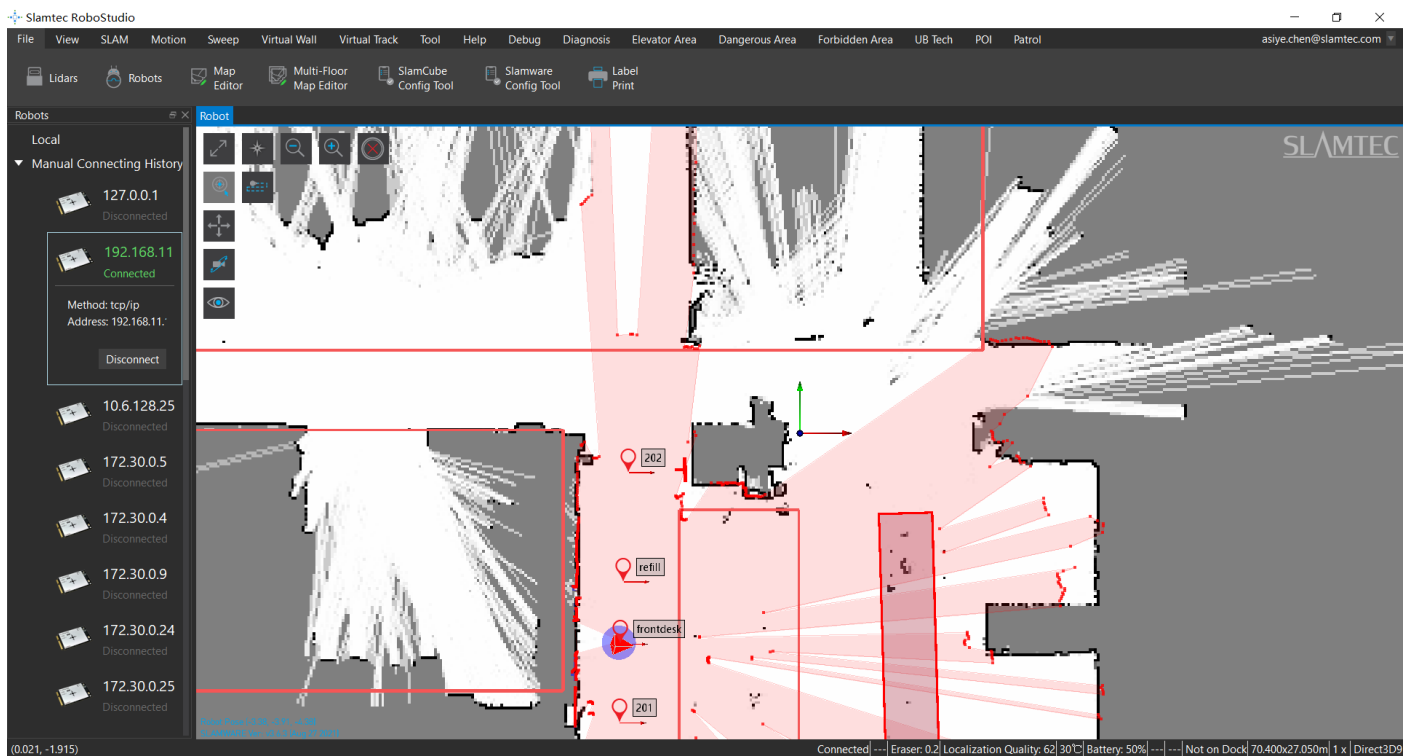 Slamtec RoboStudio
File View SLAM Motion Sweep Virtual Wall Virtual Track Tool Help Debug Diagnosis Elevator Area Dangerous Area Forbidden Area UB Tech POI Patrol asiye.chen@slamtec.com
Lidars
Robots
Map
Editor
Multi-Floor
Map Editor
SlamCube
Config Tool
Slamware
Config Tool
Label
Print
Robots
Local
Manual Connecting History
127.0.0.1
Disconnected
192.168.11
Connected
Method: tcp/ip
Address: 192.168.11.
Disconnect
10.6.128.25
Disconnected
172.30.0.5
Disconnected
172.30.0.4
Disconnected
172.30.0.9
Disconnected
172.30.0.24
Disconnected
172.30.0.25
Disconnected
Robot
SLAMTEC
202
refill
frontdesk
201
(0.021, -1.915)
Connected --- Eraser: 0.2 Localization Quality: 62 30℃ Battery: 50% --- --- Not on Dock 70.400x27.050m 1 x Direct3D9